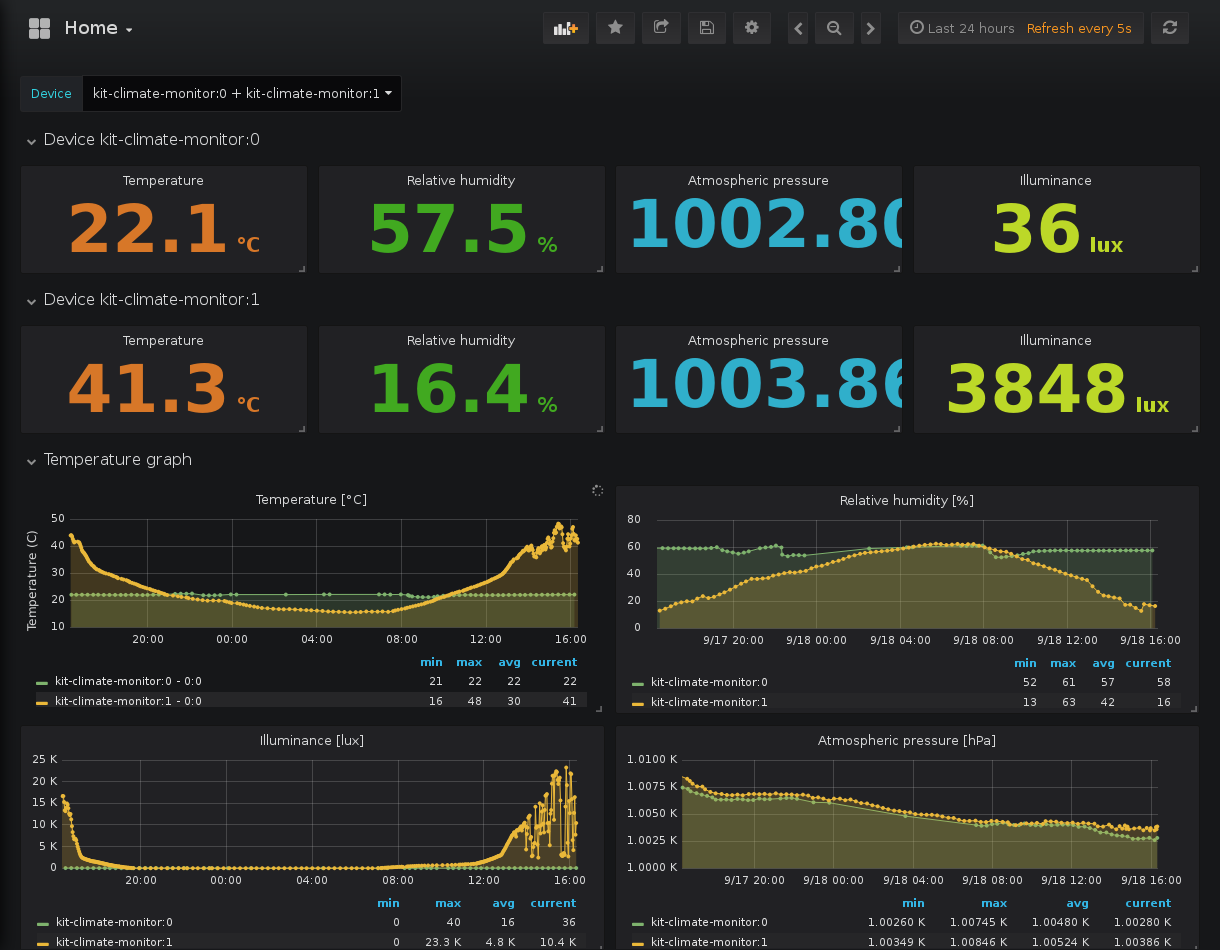 Home
Last 24 hours Refresh every 5s
Device kit-climate-monitor:0 + kit-climate-monitor:1
Device kit-climate-monitor:0
Temperature Relative humidity Atmospheric pressure Illuminance
22.1 °C 57.5 % 1002.80 36 lux
Device kit-climate-monitor:1
Temperature Relative humidity Atmospheric pressure Illuminance
41.3 °C 16.4 % 1003.86 3848 lux
Temperature graph
Temperature [°C]
Temperature (C)
50
40
30
20
10
20:00 00:00 04:00 08:00 12:00 16:00
min max avg current
kit-climate-monitor:0 - 0:0 21 22 22 22
kit-climate-monitor:1 - 0:0 16 48 30 41
Relative humidity [%]
80
60
40
20
0
9/17 20:00 9/18 00:00 9/18 04:00 9/18 08:00 9/18 12:00 9/18 16:00
min max avg current
kit-climate-monitor:0 52 61 57 58
kit-climate-monitor:1 13 63 42 16
Illuminance [lux]
25 K
20 K
15 K
10 K
5 K
0
20:00 00:00 04:00 08:00 12:00 16:00
min max avg current
kit-climate-monitor:0 0 40 16 36
kit-climate-monitor:1 0 23.3 K 4.8 K 10.4 K
Atmospheric pressure [hPa]
1.0100 K
1.0075 K
1.0050 K
1.0025 K
1.0000 K
9/17 20:00 9/18 00:00 9/18 04:00 9/18 08:00 9/18 12:00 9/18 16:00
min max avg current
kit-climate-monitor:0 1.00260 K 1.00745 K 1.00480 K 1.00280 K
kit-climate-monitor:1 1.00349 K 1.00846 K 1.00524 K 1.00386 K